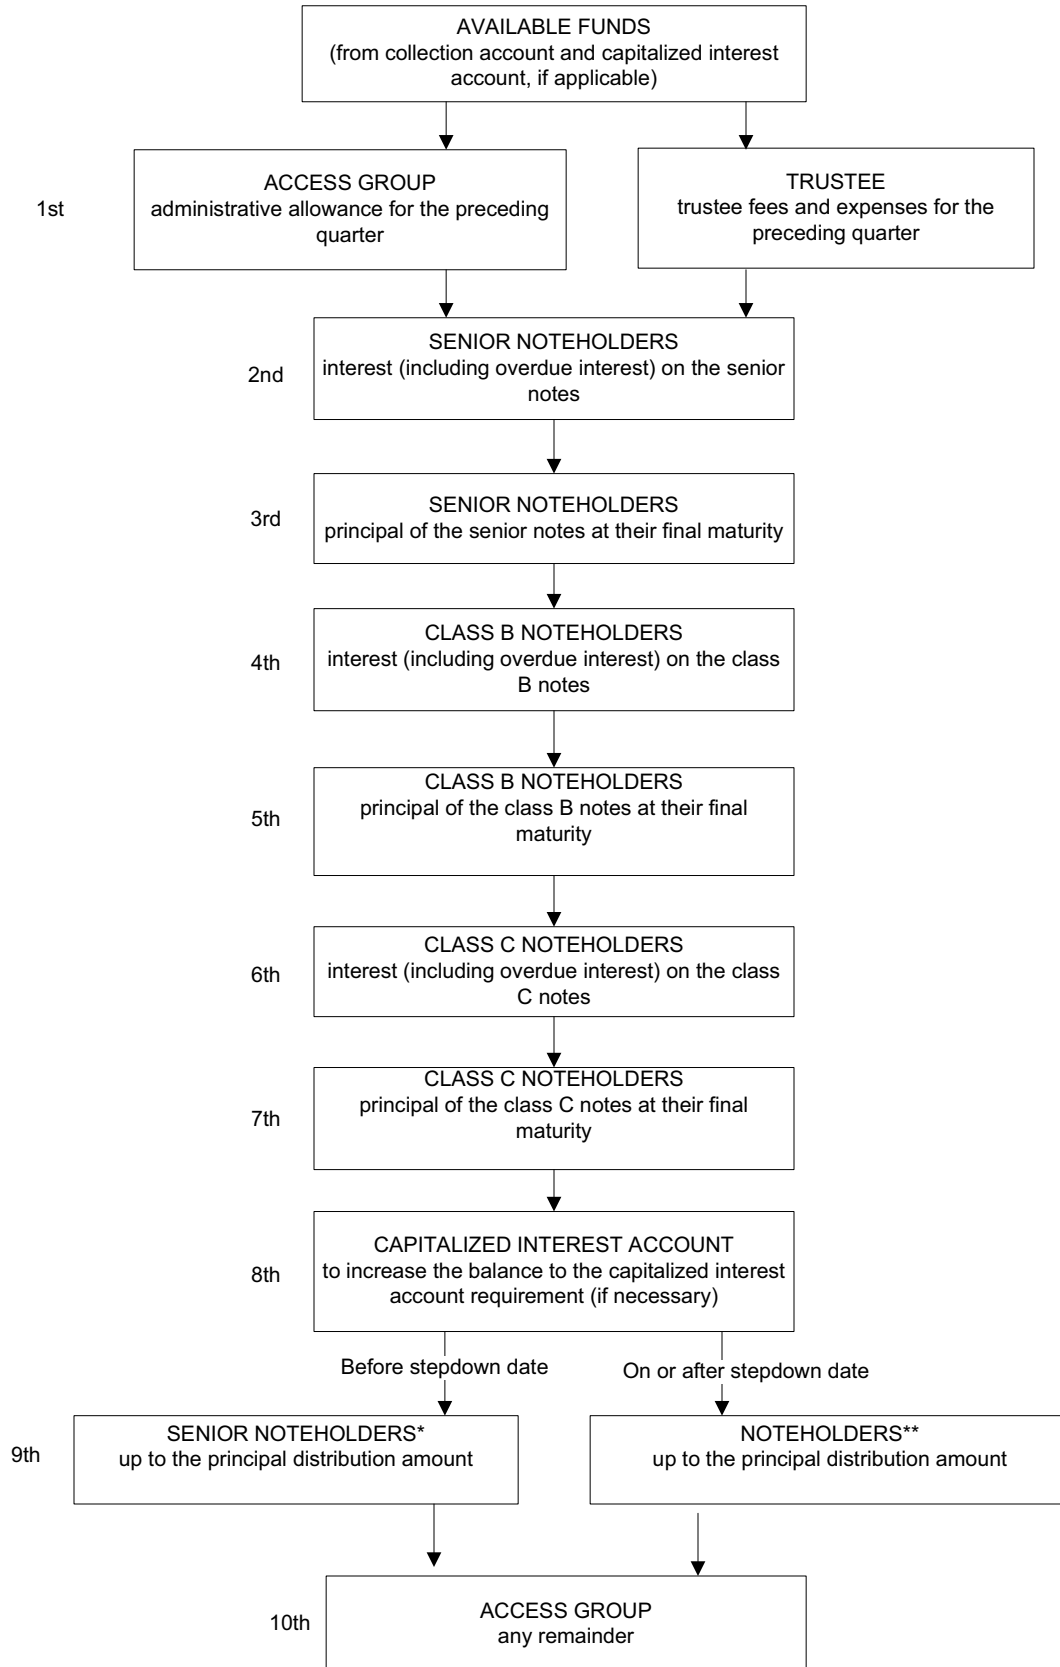 AVAILABLE FUNDS
(from collection account and capitalized interest
account, if applicable)
1st
ACCESS GROUP
administrative allowance for the preceding
quarter
TRUSTEE
trustee fees and expenses for the
preceding quarter
2nd
SENIOR NOTEHOLDERS
interest (including overdue interest) on the senior
notes
3rd
SENIOR NOTEHOLDERS
principal of the senior notes at their final maturity
4th
CLASS B NOTEHOLDERS
interest (including overdue interest) on the class
B notes
5th
CLASS B NOTEHOLDERS
principal of the class B notes at their final
maturity
6th
CLASS C NOTEHOLDERS
interest (including overdue interest) on the class
C notes
7th
CLASS C NOTEHOLDERS
principal of the class C notes at their final
maturity
8th
CAPITALIZED INTEREST ACCOUNT
to increase the balance to the capitalized interest
account requirement (if necessary)
Before stepdown date
On or after stepdown date
9th
SENIOR NOTEHOLDERS*
up to the principal distribution amount
NOTEHOLDERS**
up to the principal distribution amount
10th
ACCESS GROUP
any remainder